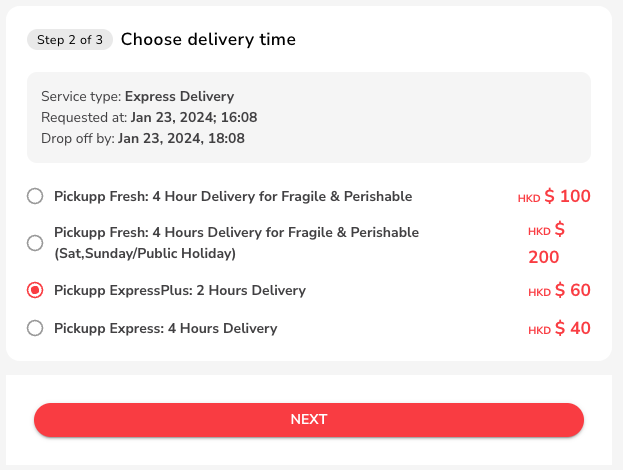 Step 2 of 3 Choose delivery time
Service type: Express Delivery
Requested at: Jan 23, 2024; 16:08
Drop off by: Jan 23, 2024, 18:08
Pickupp Fresh: 4 Hour Delivery for Fragile & Perishable HKD $ 100
Pickupp Fresh: 4 Hours Delivery for Fragile & Perishable HKD $
(Sat,Sunday/Public Holiday) 200
Pickupp ExpressPlus: 2 Hours Delivery HKD $ 60
Pickupp Express: 4 Hours Delivery HKD $ 40
NEXT